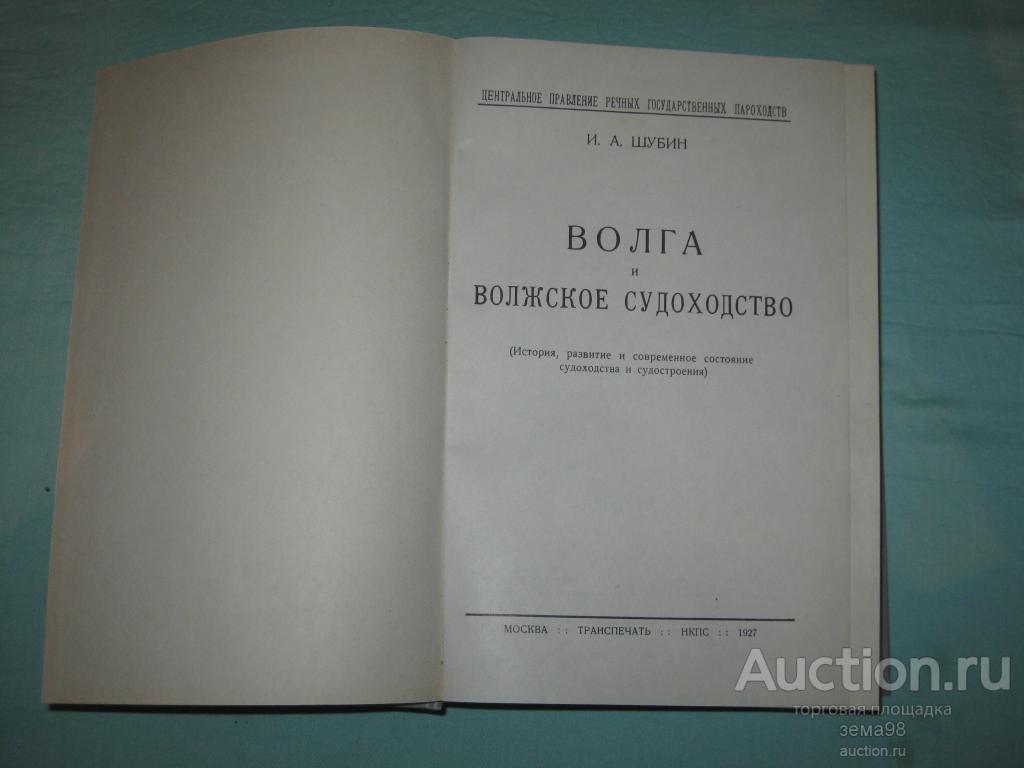 ЦЕНТРАЛЬНОЕ ПРАВЛЕНИЕ РЕЧНЫХ ГОСУДАРСТВЕННЫХ ПАРОХОДСТВ
И. А. ШУБИН
ВОЛГА
и
ВОЛЖСКОЕ СУДОХОДСТВО
(История, развитие и современное состояние
судоходства и судостроения)
МОСКВА :: ТРАНСПЕЧАТЬ :: НКПС :: 1927
Auction.ru
торговая площадка
зема98
auction.ru